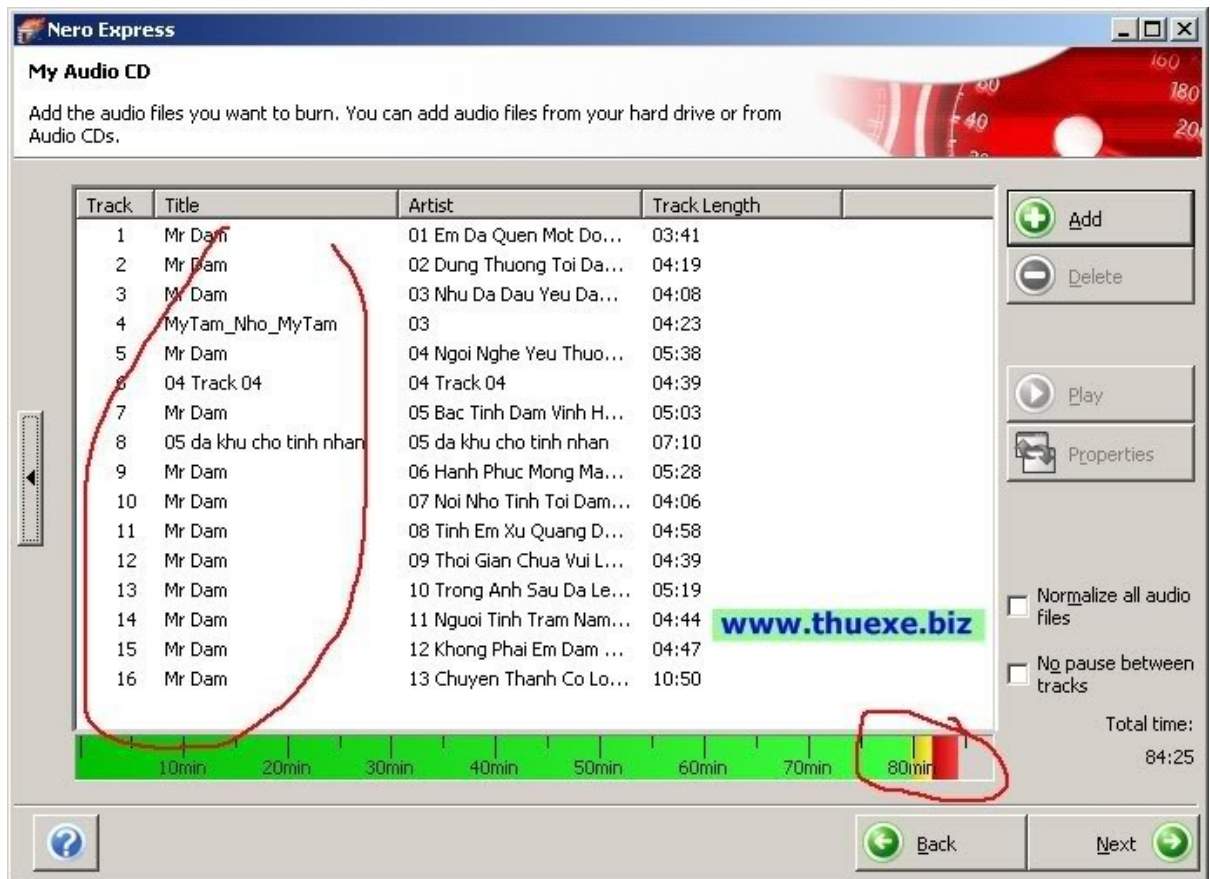 Nero Express
My Audio CD
Add the audio files you want to burn. You can add audio files from your hard drive or from
Audio CDs.
160
180
60
40
Track Title Artist Track Length
1 Mr Dam 01 Em Da Quen Mot Do... 03:41
2 Mr Dam 02 Dung Thuong Toi Da... 04:19
3 Mr Dam 03 Nhu Da Dau Yeu Da... 04:08
4 MyTam_Nho_MyTam 03 04:23
5 Mr Dam 04 Ngoi Nghe Yeu Thuo... 05:38
6 04 Track 04 04 Track 04 04:39
7 Mr Dam 05 Bac Tinh Dam Vinh H... 05:03
8 05 da khu cho tinh nhan 05 da khu cho tinh nhan 07:10
9 Mr Dam 06 Hanh Phuc Mong Ma... 05:28
10 Mr Dam 07 Noi Nho Tinh Toi Dam... 04:06
11 Mr Dam 08 Tinh Em Xu Quang D... 04:58
12 Mr Dam 09 Thoi Gian Chua Vui L... 04:39
13 Mr Dam 10 Trong Anh Sau Da Le... 05:19
14 Mr Dam 11 Nguoi Tinh Tram Nam... 04:44
15 Mr Dam 12 Khong Phai Em Dam ... 04:47
16 Mr Dam 13 Chuyen Thanh Co Lo... 10:50
www.thuexe.biz
10min 20min 30min 40min 50min 60min 70min 80min
Add
Delete
Play
Properties
Normalize all audio
files
No pause between
tracks
Total time:
84:25
Back Next